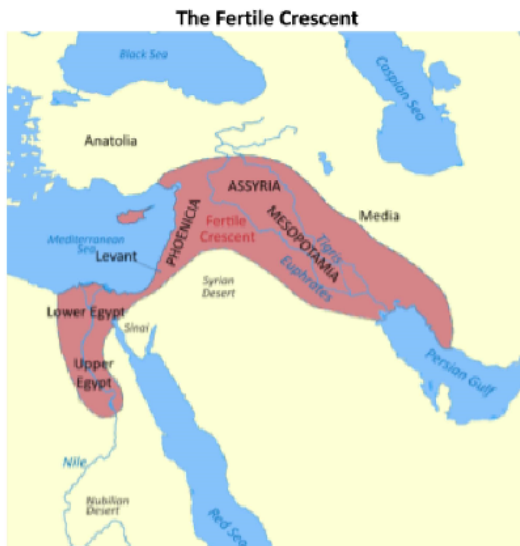 The Fertile Crescent
Black Sea
Caspian Sea
Anatolia
ASSYRIA
Media
PHOENICIA
Fertile
Crescent
MESOPOTAMIA
Tigris
Mediterranean
Sea
Levant
Euphrates
Syrian
Desert
Lower Egypt
Sinai
Persian Gulf
Upper
Egypt
Nile
Nubilian
Desert
Red Sea